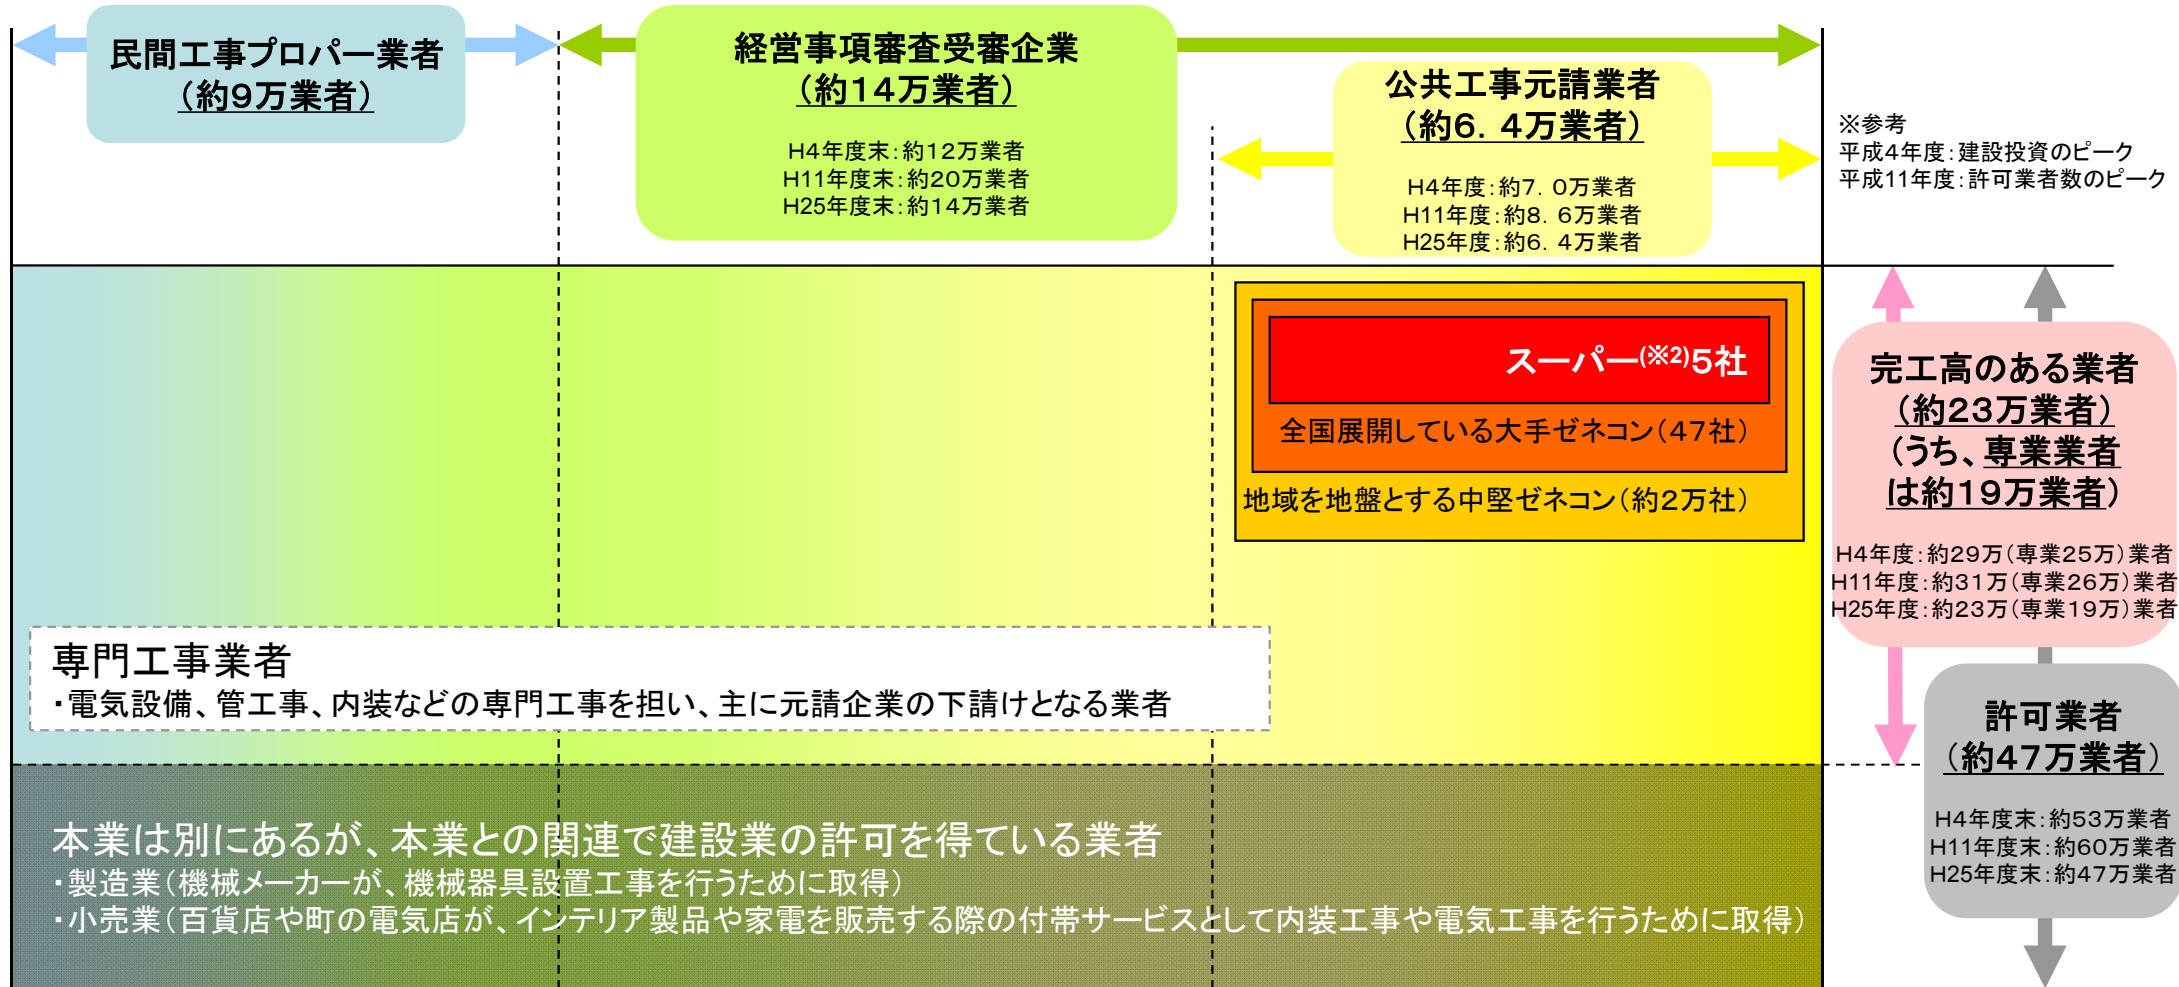 民間工事プロパー業者
（約９万業者）
経営事項審査受審企業
（約１４万業者）
H4年度末：約１２万業者
H11年度末：約２０万業者
H25年度末：約１４万業者
公共工事元請業者
（約６．４万業者）
H4年度：約７．０万業者
H11年度：約８．６万業者
H25年度：約６．４万業者
※参考
平成４年度：建設投資のピーク
平成11年度：許可業者数のピーク
スーパー(※2)５社
全国展開している大手ゼネコン（４７社）
地域を地盤とする中堅ゼネコン（約２万社）
完工高のある業者
（約２３万業者）
（うち、専業業者
は約１９万業者）
H4年度：約２９万（専業２５万）業者
H11年度：約３１万（専業２６万）業者
H25年度：約２３万（専業１９万）業者
専門工事業者
・電気設備、管工事、内装などの専門工事を担い、主に元請企業の下請けとなる業者
許可業者
（約４７万業者）
H4年度末：約５３万業者
H11年度末：約６０万業者
H25年度末：約４７万業者
本業は別にあるが、本業との関連で建設業の許可を得ている業者
・製造業（機械メーカーが、機械器具設置工事を行うために取得）
・小売業（百貨店や町の電気店が、インテリア製品や家電を販売する際の付帯サービスとして内装工事や電気工事を行うために取得）